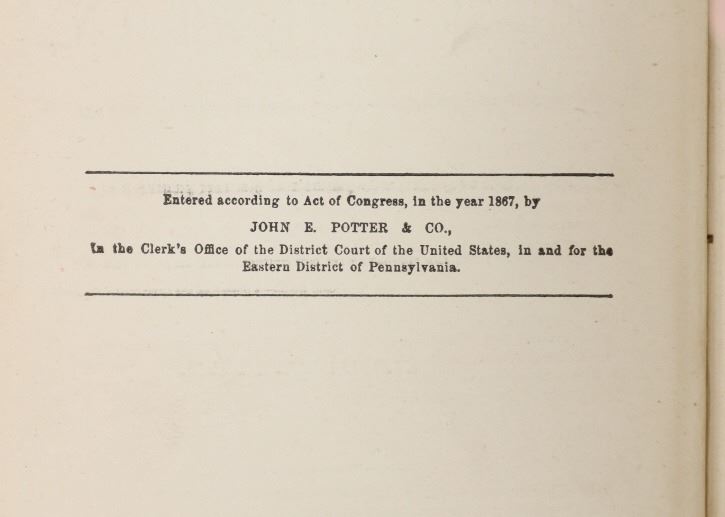 Entered according to Act of Congress, in the year 1867, by
JOHN E. POTTER & CO.,
In the Clerk's Office of the District Court of the United States, in and for the
Eastern District of Pennsylvania.